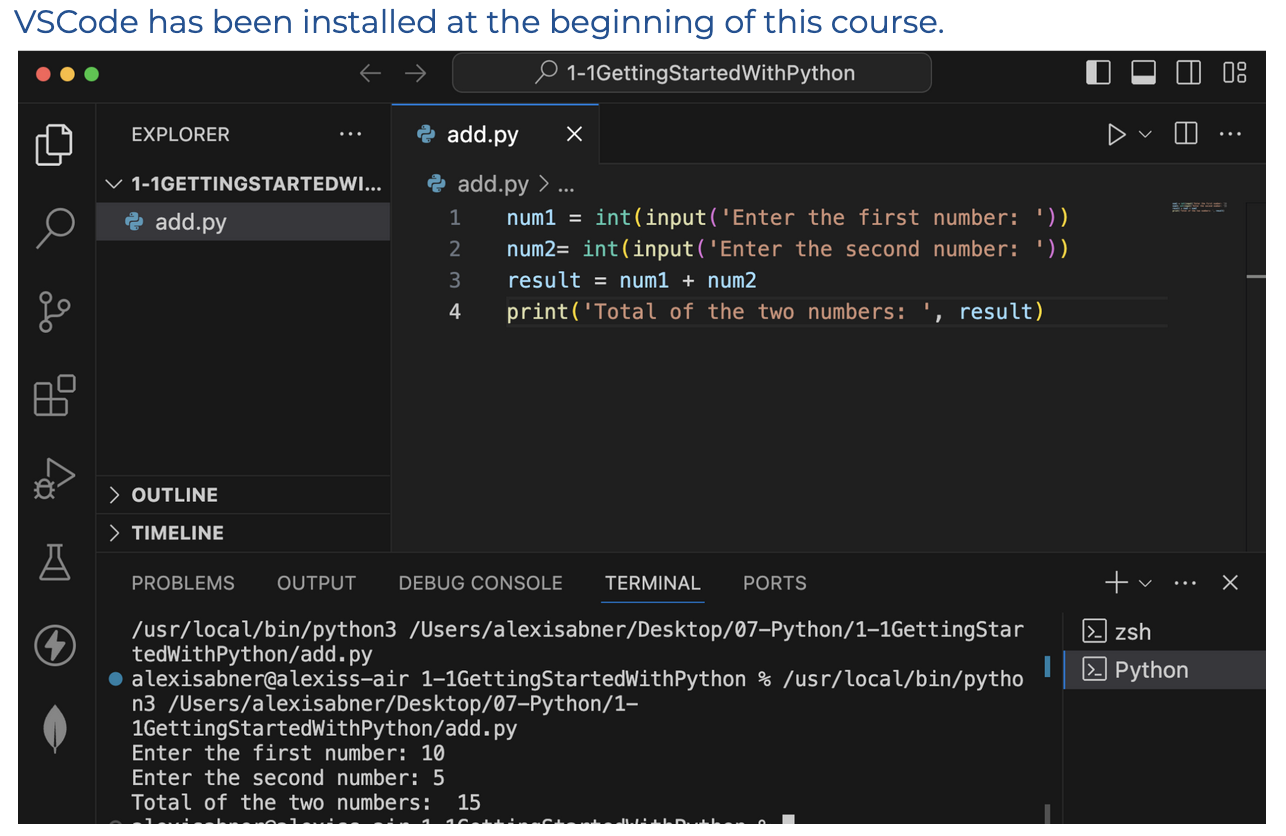 VSCode has been installed at the beginning of this course.
1-1GettingStartedWithPython
EXPLORER
1-1GETTINGSTARTEDWI...
add.py
OUTLINE
TIMELINE
add.py
add.py > ...
1 num1 = int(input('Enter the first number: '))
2 num2= int(input('Enter the second number: '))
3 result = num1 + num2
4 print('Total of the two numbers: ', result)
PROBLEMS OUTPUT DEBUG CONSOLE TERMINAL PORTS
/usr/local/bin/python3 /Users/alexisabner/Desktop/07-Python/1-1GettingStar
tedWithPython/add.py
alexisabner@alexiss-air 1-1GettingStartedWithPython % /usr/local/bin/pytho
n3 /Users/alexisabner/Desktop/07-Python/1-
1GettingStartedWithPython/add.py
Enter the first number: 10
Enter the second number: 5
Total of the two numbers:  15
alexisabner@alexiss-air 1-1GettingStartedWithPython %
zsh
Python